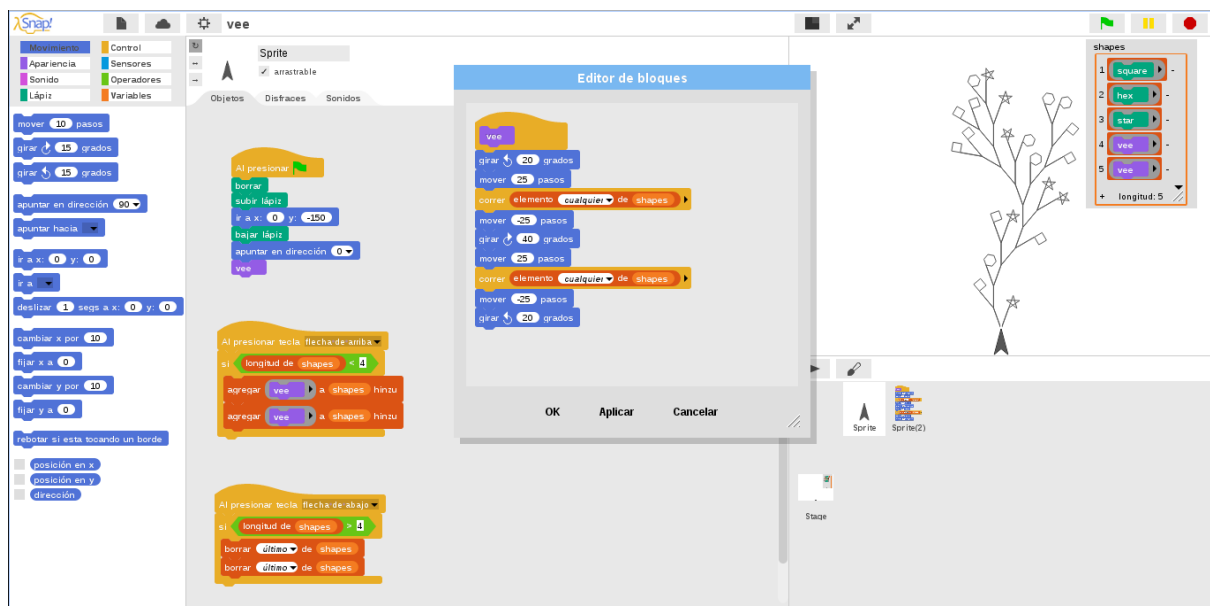 λSnap!
vee
Movimiento
Control
Apariencia
Sensores
Sonido
Operadores
Lápiz
Variables
mover 10 pasos
girar 15 grados
girar 15 grados
apuntar en dirección 90
apuntar hacia
ir a x: 0 y: 0
ir a
deslizar 1 segs a x: 0 y: 0
cambiar x por 10
fijar x a 0
cambiar y por 10
fijar y a 0
rebotar si esta tocando un borde
posición en x
posición en y
dirección
Sprite
✓ arrastrable
Objetos Disfraces Sonidos
Al presionar
borrar
subir lápiz
ir a x: 0 y: -150
bajar lápiz
apuntar en dirección 0
vee
Al presionar tecla flecha de arriba
si longitud de shapes < 4
agregar vee a shapes hinzu
agregar vee a shapes hinzu
Al presionar tecla flecha de abajo
si longitud de shapes > 4
borrar último de shapes
borrar último de shapes
Editor de bloques
vee
girar 20 grados
mover 25 pasos
correr elemento cualquier de shapes
mover -25 pasos
girar 40 grados
mover 25 pasos
correr elemento cualquier de shapes
mover -25 pasos
girar 20 grados
OK Aplicar Cancelar
shapes
1 square -
2 hex -
3 star -
4 vee -
5 vee -
+ longitud: 5
Sprite
Sprite(2)
Stage